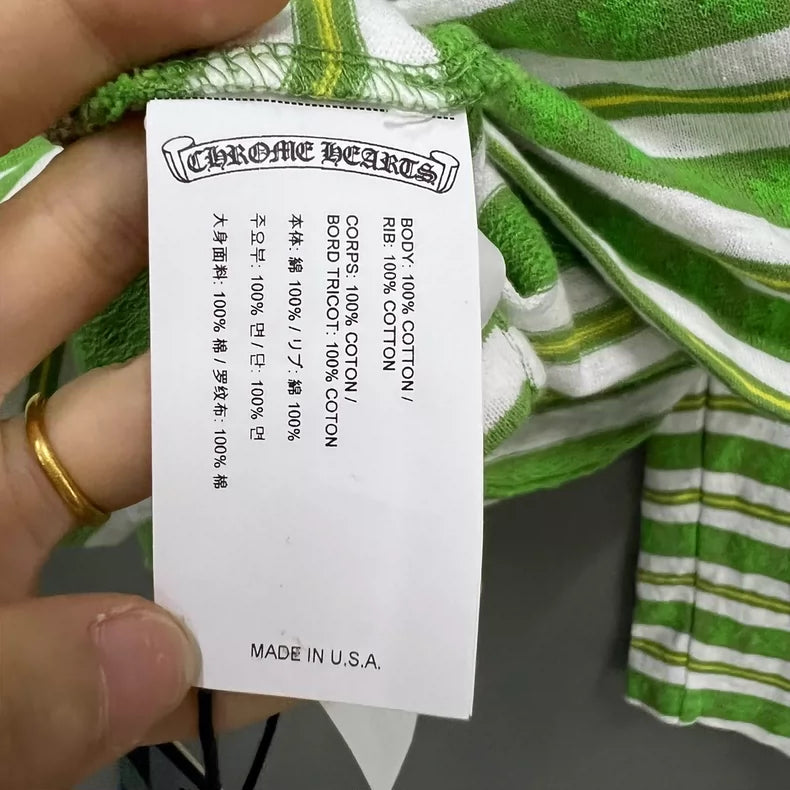 CHROME HEARTS
BODY: 100% COTTON /
RIB: 100% COTTON
CORPS: 100% COTON /
BORD TRICOT: 100% COTON
本体: 綿 100% / リブ: 綿 100%
주요부: 100% 면 / 단: 100% 면
大身面料: 100% 棉 / 罗纹布: 100% 棉
MADE IN U.S.A.